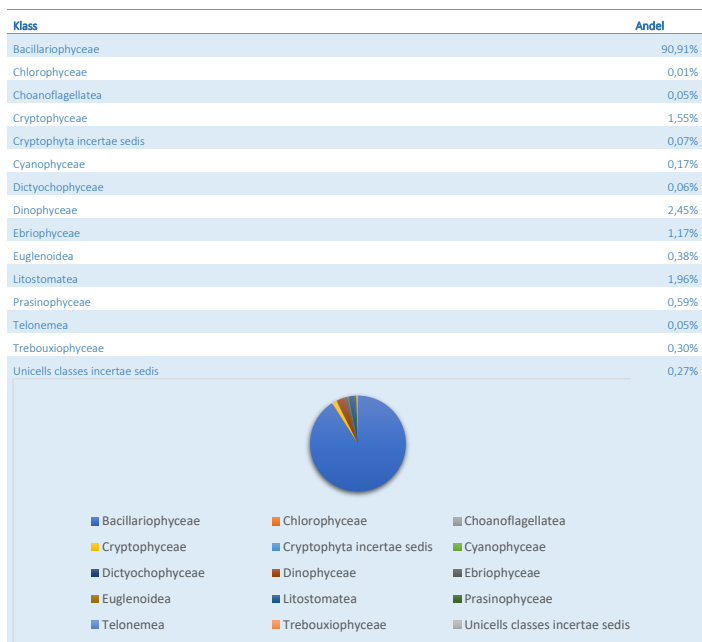 Klass Andel
Bacillariophyceae 90,91%
Chlorophyceae 0,01%
Choanoflagellatea 0,05%
Cryptophyceae 1,55%
Cryptophyta incertae sedis 0,07%
Cyanophyceae 0,17%
Dictyochophyceae 0,06%
Dinophyceae 2,45%
Ebriophyceae 1,17%
Euglenoidea 0,38%
Litostomatea 1,96%
Prasinophyceae 0,59%
Telonemea 0,05%
Trebouxiophyceae 0,30%
Unicells classes incertae sedis 0,27%
Bacillariophyceae Chlorophyceae Choanoflagellatea
Cryptophyceae Cryptophyta incertae sedis Cyanophyceae
Dictyochophyceae Dinophyceae Ebriophyceae
Euglenoidea Litostomatea Prasinophyceae
Telonemea Trebouxiophyceae Unicells classes incertae sedis